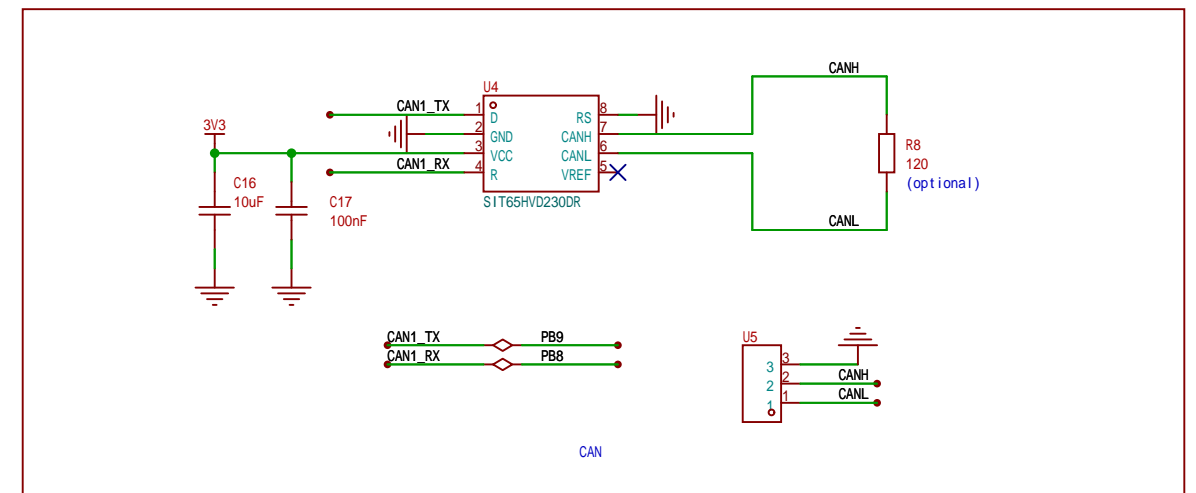 CANH
U4
CAN1_TX
1
D
RS
8
3V3
2
GND
CANH
7
3
VCC
CANL
6
CAN1_RX
4
R
VREF
5
R8
120
(optional)
C16
10uF
C17
100nF
SIT65HVD230DR
CANL
CAN1_TX
PB9
CAN1_RX
PB8
U5
3
3
2
2
CANH
1
1
CANL
CAN